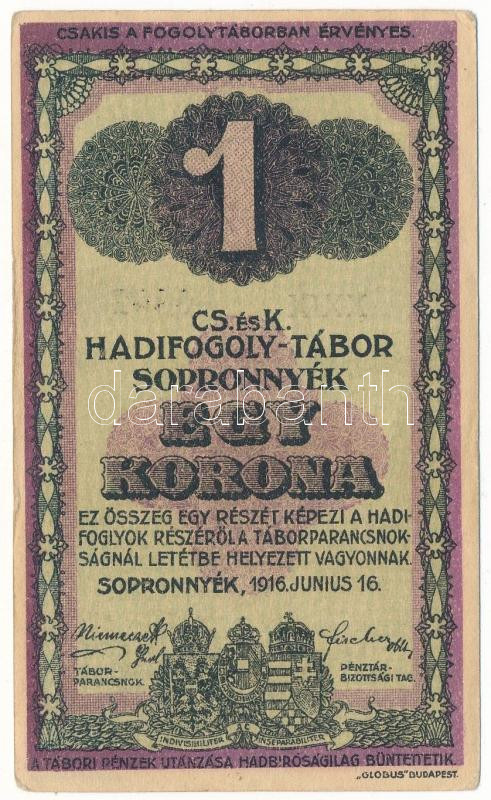 CSAKIS A FOGOLYTÁBORBAN ÉRVÉNYES.
1
CS. ÉS K.
HADIFOGOLY-TÁBOR
SOPRONNYÉK
darabanth
EGY
KORONA
EZ ÖSSZEG EGY RÉSZÉT KÉPEZI A HADI-
FOGLYOK RÉSZÉRŐL A TÁBORPARANCSNOK-
SÁGNÁL LETÉTBE HELYEZETT VAGYONNAK.
SOPRONNYÉK, 1916. JUNIUS 16.
TÁBOR-
PARANCSNOK.
PÉNZTÁR-
BIZOTTSÁGI TAG.
INDIVISIBILITER INSEPARABILITER
A TÁBORI PÉNZEK UTÁNZÁSA HADBÍRÓSÁGILAG BÜNTETTETIK.
„GLOBUS" BUDAPEST.